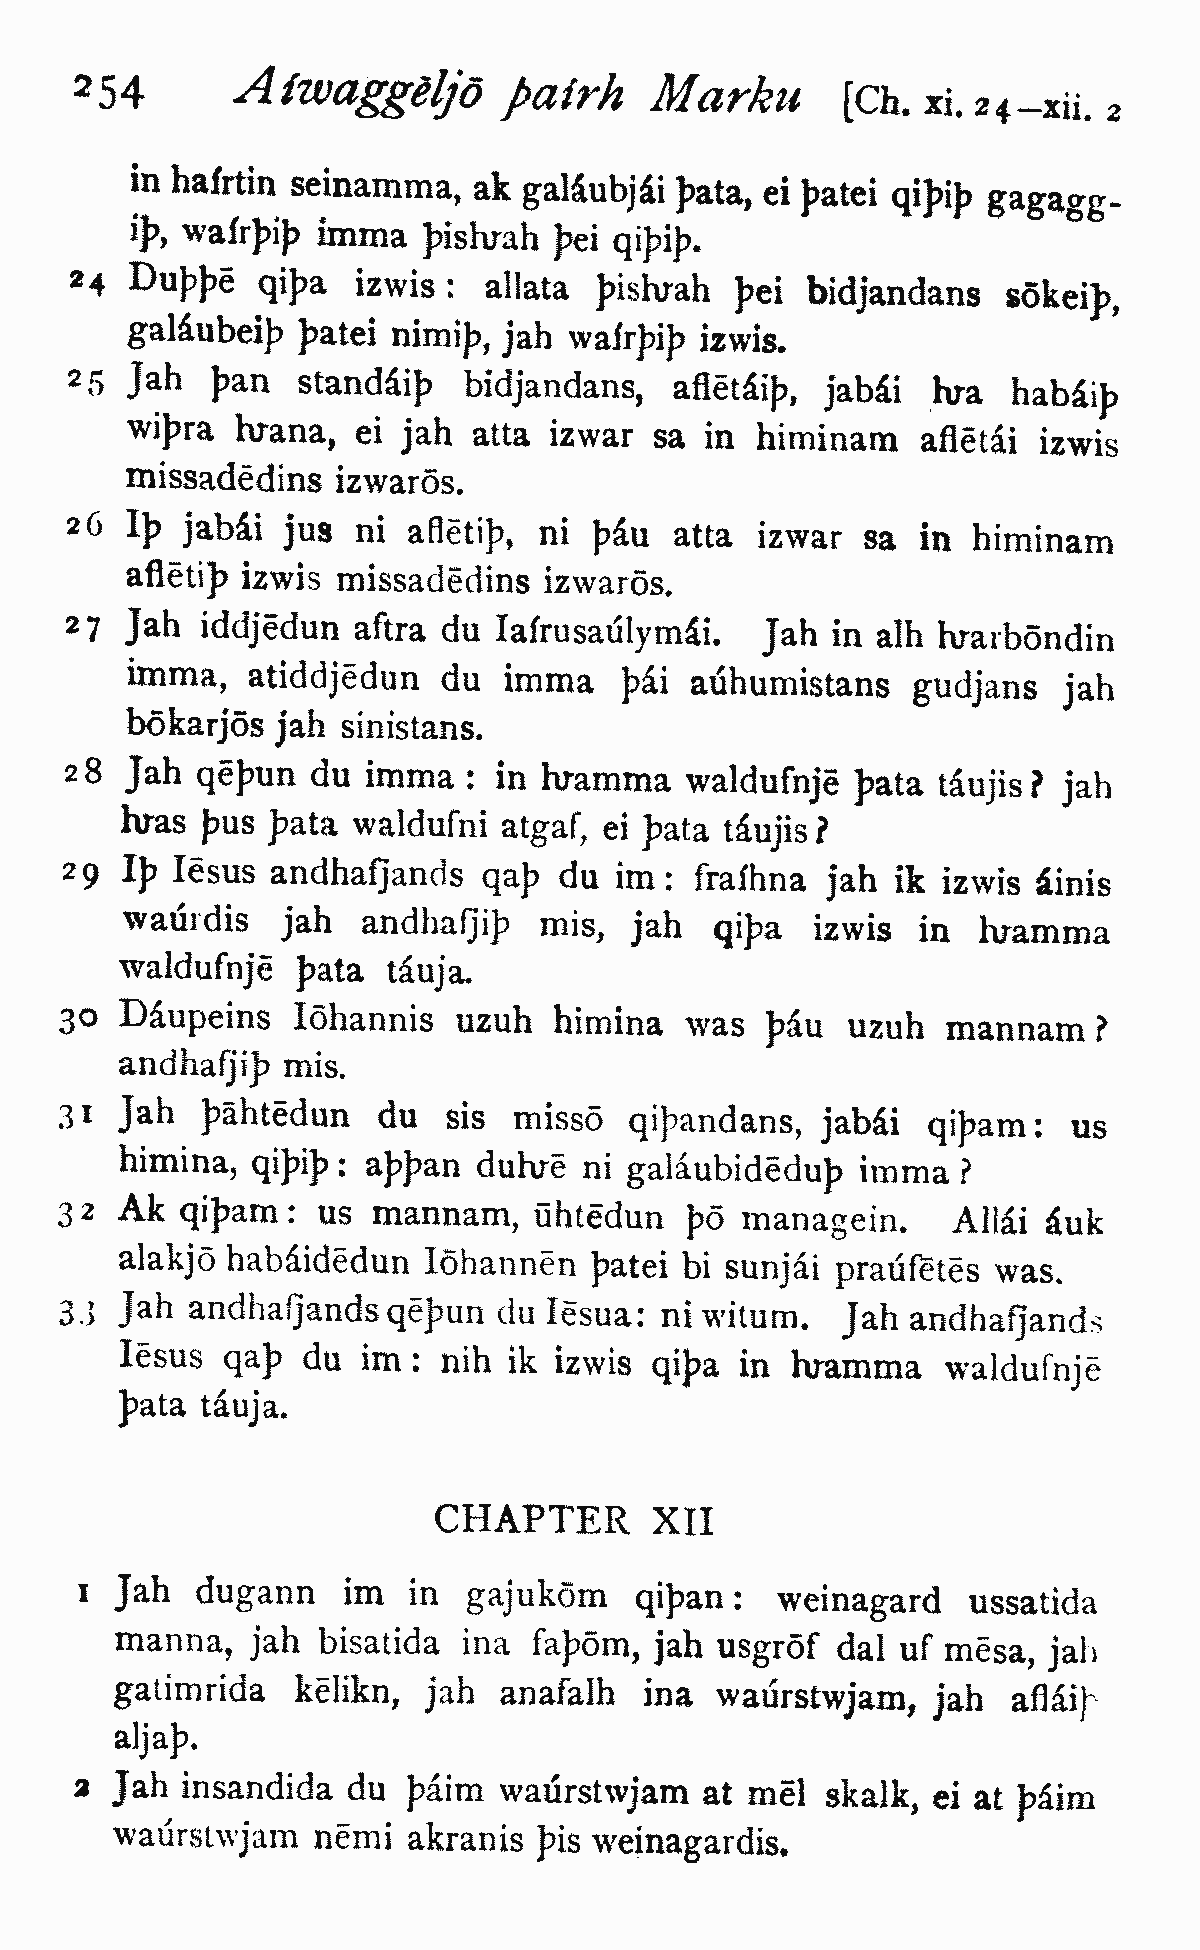 254 Aíwaggēljō þaírh Marku [Ch. xi. 24–xii. 2
in haírtin seinamma, ak galáubjái þata, ei þatei qiþiþ gagagg-
iþ, waírþiþ imma þisƕah þei qiþiþ.
24 Duþþē qiþa izwis : allata þisƕah þei bidjandans sōkeiþ,
galáubeiþ þatei nimiþ, jah waírþiþ izwis.
25 Jah þan standáiþ bidjandans, aflētáiþ, jabái ƕa habáiþ
wiþra ƕana, ei jah atta izwar sa in himinam aflētái izwis
missadēdins izwarōs.
26 Iþ jabái jus ni aflētiþ, ni þáu atta izwar sa in himinam
aflētiþ izwis missadēdins izwarōs.
27 Jah iddjēdun aftra du Iaírusaúlymái. Jah in alh ƕarbōndin
imma, atiddjēdun du imma þái aúhumistans gudjans jah
bōkarjōs jah sinistans.
28 Jah qēþun du imma : in ƕamma waldufnjē þata táujis? jah
ƕas þus þata waldufni atgaf, ei þata táujis?
29 Iþ Iēsus andhafjands qaþ du im : fraíhna jah ik izwis áinis
waúrdis jah andhafjiþ mis, jah qiþa izwis in ƕamma
waldufnjē þata táuja.
30 Dáupeins Iōhannis uzuh himina was þáu uzuh mannam ?
andhafjiþ mis.
31 Jah þāhtēdun du sis missō qiþandans, jabái qiþam : us
himina, qiþiþ : aþþan duƕē ni galáubidēduþ imma ?
32 Ak qiþam : us mannam, ūhtēdun þō managein. Allái áuk
alakjō habáidēdun Iōhannēn þatei bi sunjái praúfētēs was.
33 Jah andhafjands qēþun du Iēsua: ni witum. Jah andhafjands
Iēsus qaþ du im : nih ik izwis qiþa in ƕamma waldufnjē
þata táuja.
CHAPTER XII
1 Jah dugann im in gajukōm qiþan : weinagard ussatida
manna, jah bisatida ina faþōm, jah usgrōf dal uf mēsa, jah
gatimrida kēlikn, jah anafalh ina waúrstwjam, jah afláiþ
aljaþ.
2 Jah insandida du þáim waúrstwjam at mēl skalk, ei at þáim
waúrstwjam nēmi akranis þis weinagardis.